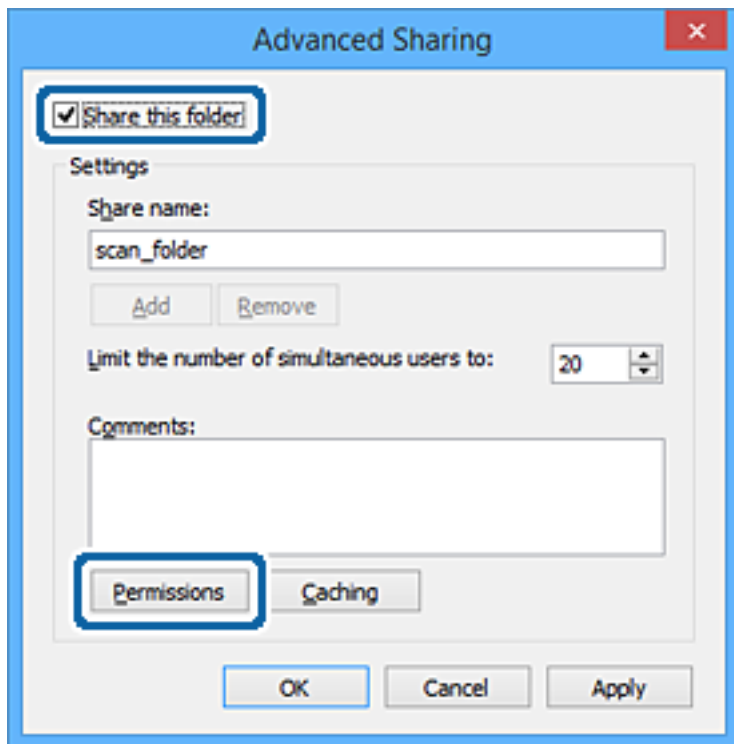 Advanced Sharing
Share this folder
Settings
Share name:
scan_folder
Add Remove
Limit the number of simultaneous users to: 20
Comments:
Permissions Caching
OK Cancel Apply